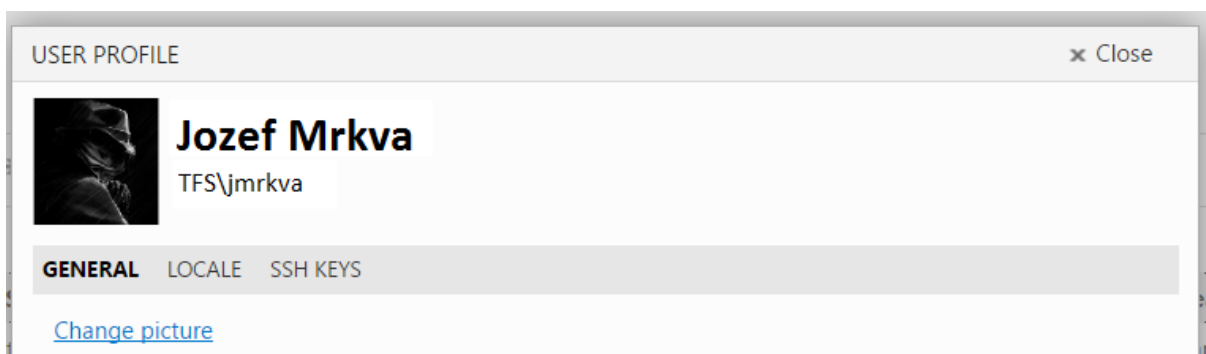 USER PROFILE
× Close
Jozef Mrkva
TFS\jmrkva
GENERAL LOCALE SSH KEYS
Change picture